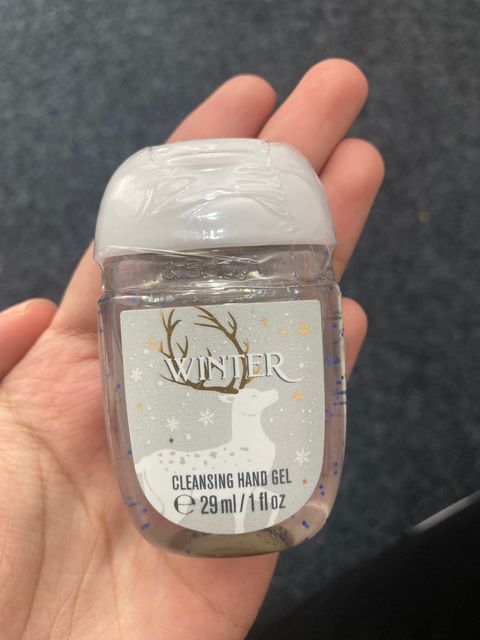 WINTER
CLEANSING HAND GEL
℮ 29 ml / 1 fl oz